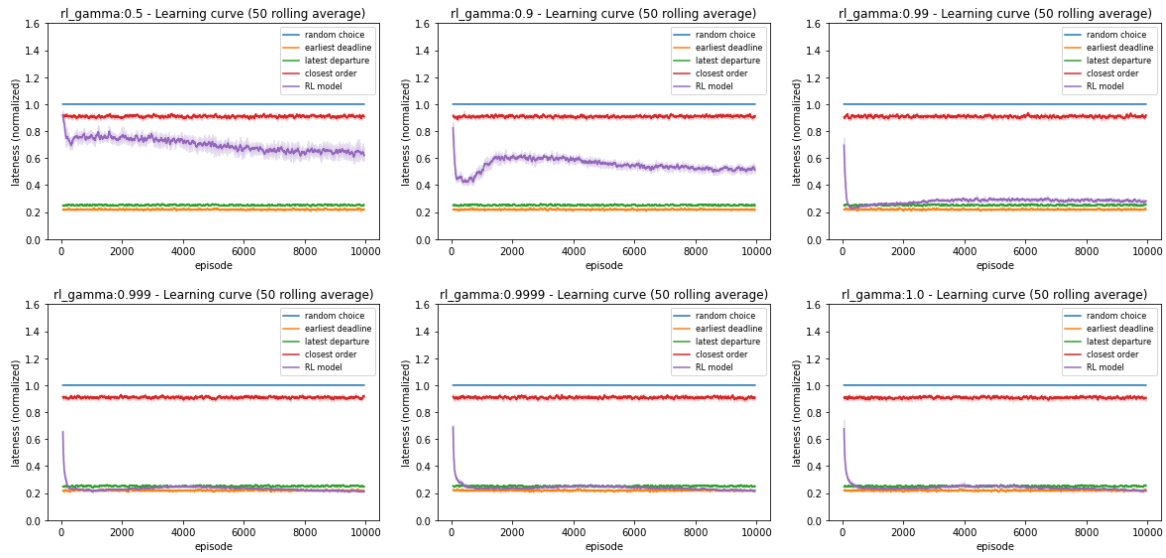 rl_gamma:0.5 - Learning curve (50 rolling average)
1.6
1.4
1.2
1.0
0.8
0.6
0.4
0.2
0.0
lateness (normalized)
random choice
earliest deadline
latest departure
closest order
RL model
0 2000 4000 6000 8000 10000
episode
rl_gamma:0.9 - Learning curve (50 rolling average)
1.6
1.4
1.2
1.0
0.8
0.6
0.4
0.2
0.0
lateness (normalized)
random choice
earliest deadline
latest departure
closest order
RL model
0 2000 4000 6000 8000 10000
episode
rl_gamma:0.99 - Learning curve (50 rolling average)
1.6
1.4
1.2
1.0
0.8
0.6
0.4
0.2
0.0
lateness (normalized)
random choice
earliest deadline
latest departure
closest order
RL model
0 2000 4000 6000 8000 10000
episode
rl_gamma:0.999 - Learning curve (50 rolling average)
1.6
1.4
1.2
1.0
0.8
0.6
0.4
0.2
0.0
lateness (normalized)
random choice
earliest deadline
latest departure
closest order
RL model
0 2000 4000 6000 8000 10000
episode
rl_gamma:0.9999 - Learning curve (50 rolling average)
1.6
1.4
1.2
1.0
0.8
0.6
0.4
0.2
0.0
lateness (normalized)
random choice
earliest deadline
latest departure
closest order
RL model
0 2000 4000 6000 8000 10000
episode
rl_gamma:1.0 - Learning curve (50 rolling average)
1.6
1.4
1.2
1.0
0.8
0.6
0.4
0.2
0.0
lateness (normalized)
random choice
earliest deadline
latest departure
closest order
RL model
0 2000 4000 6000 8000 10000
episode